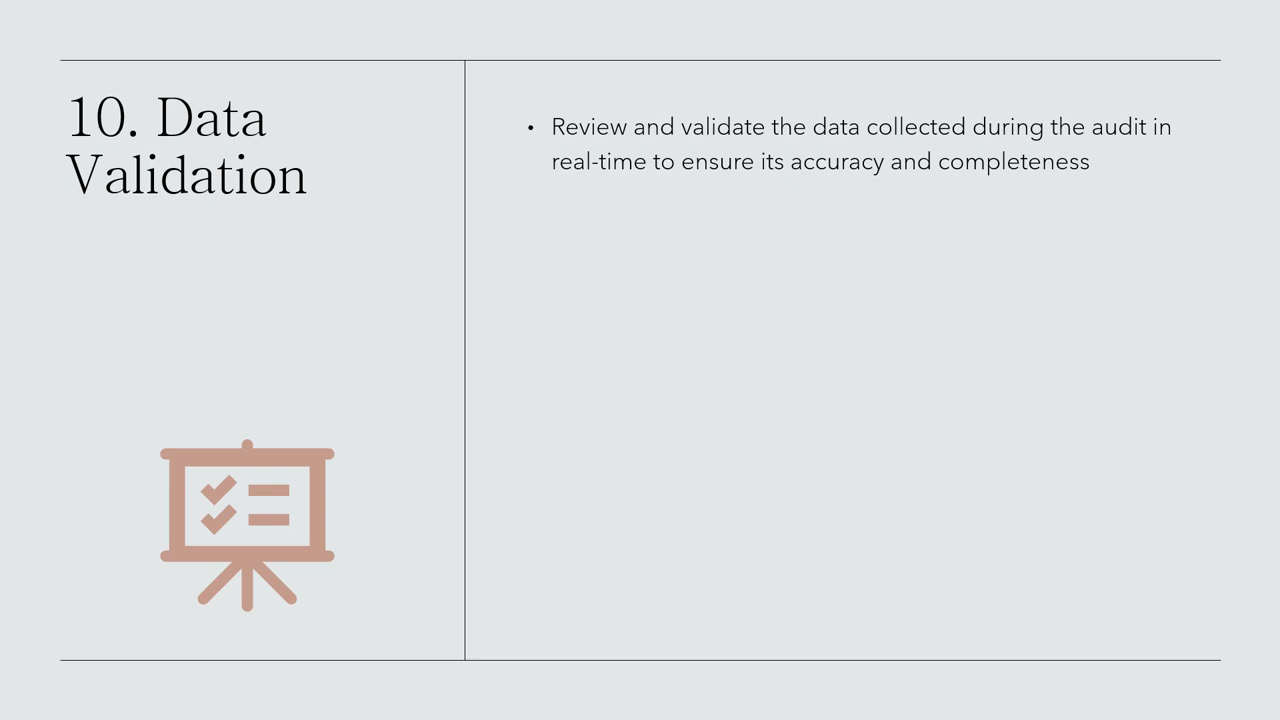 10. Data
Validation
• Review and validate the data collected during the audit in
real-time to ensure its accuracy and completeness